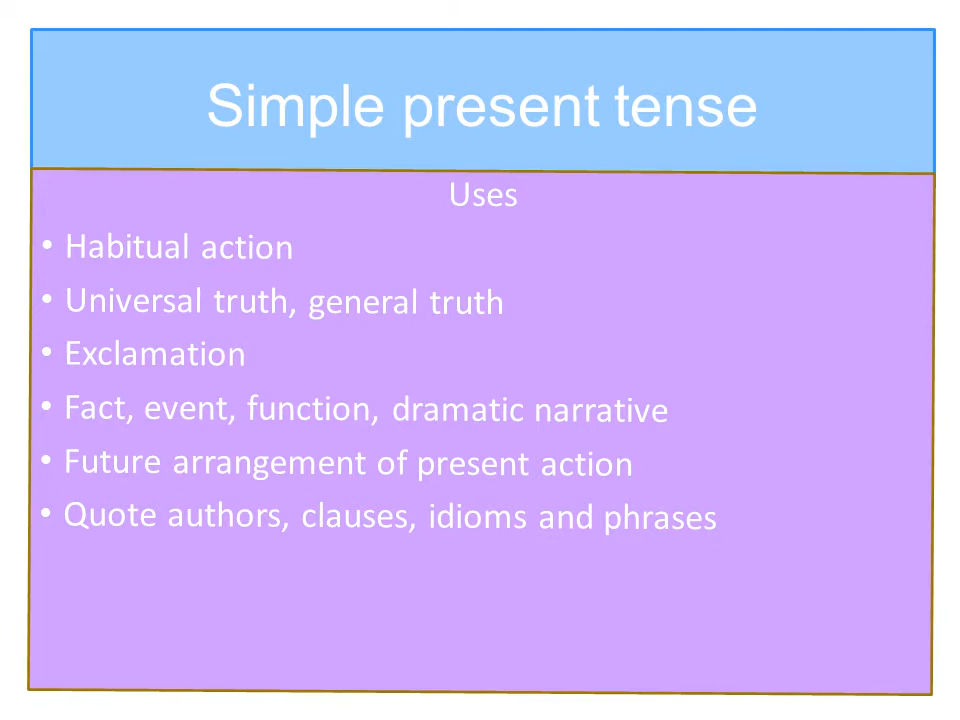 Simple present tense
Uses
• Habitual action
• Universal truth, general truth
• Exclamation
• Fact, event, function, dramatic narrative
• Future arrangement of present action
• Quote authors, clauses, idioms and phrases